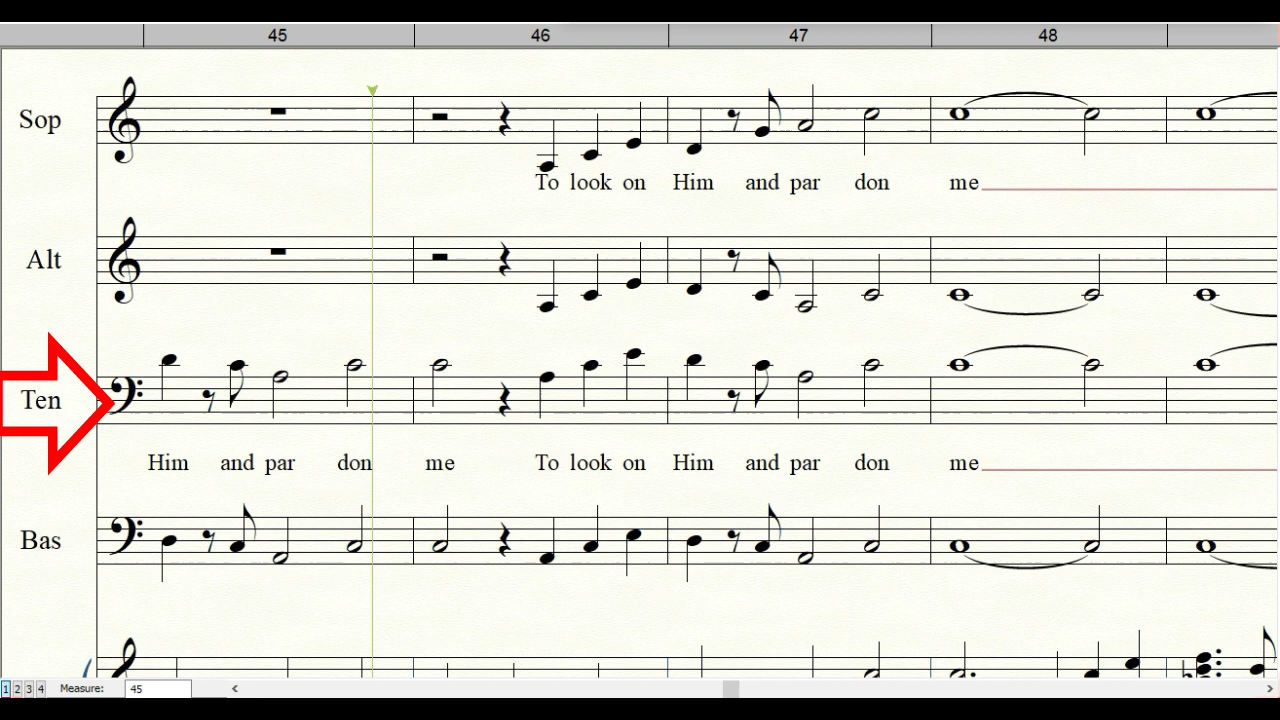 45 46 47 48
Sop
To look on Him and par don me
Alt
Ten
Him and par don me To look on Him and par don me
Bas
1 2 3 4 Measure: 45